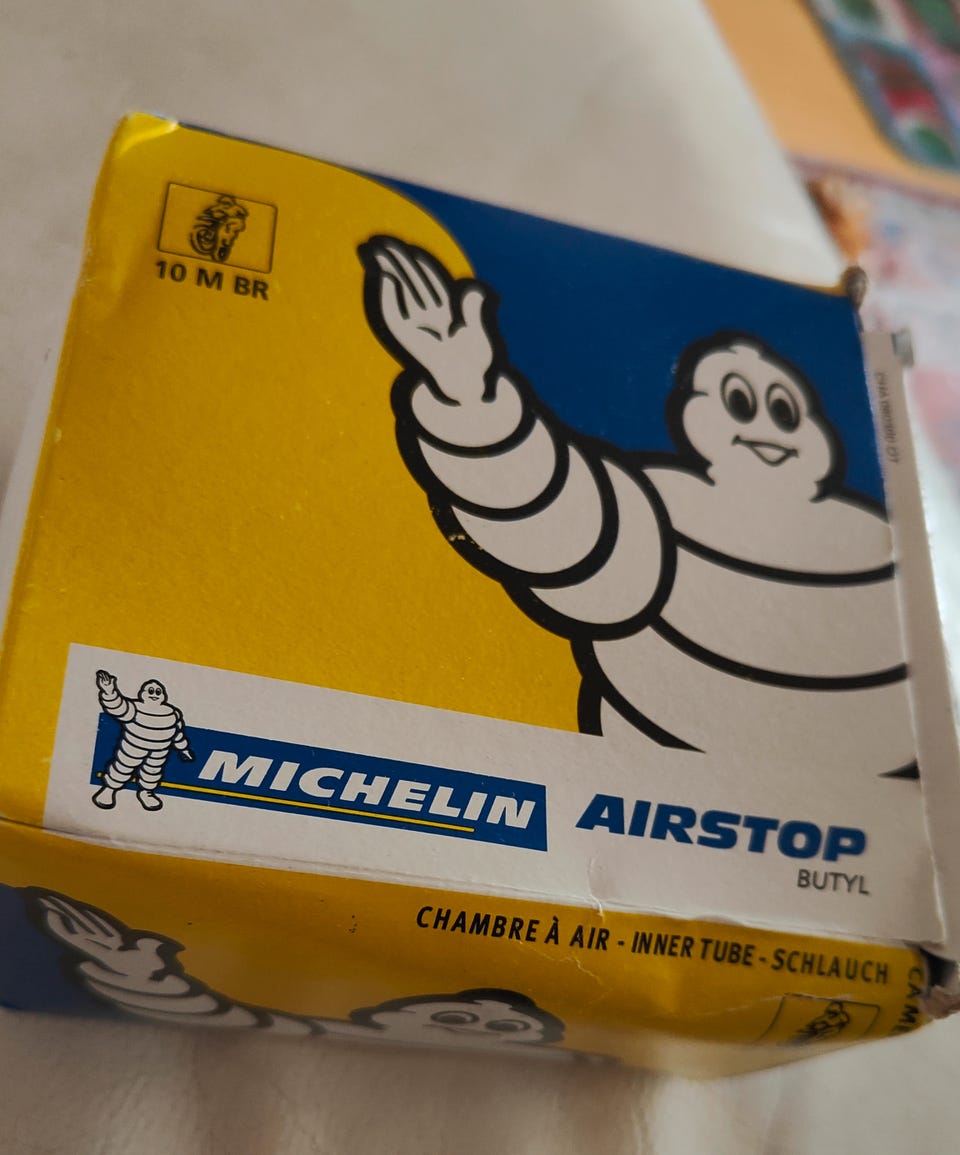 10 M BR
MICHELIN
AIRSTOP
BUTYL
CHAMBRE À AIR - INNER TUBE - SCHLAUCH